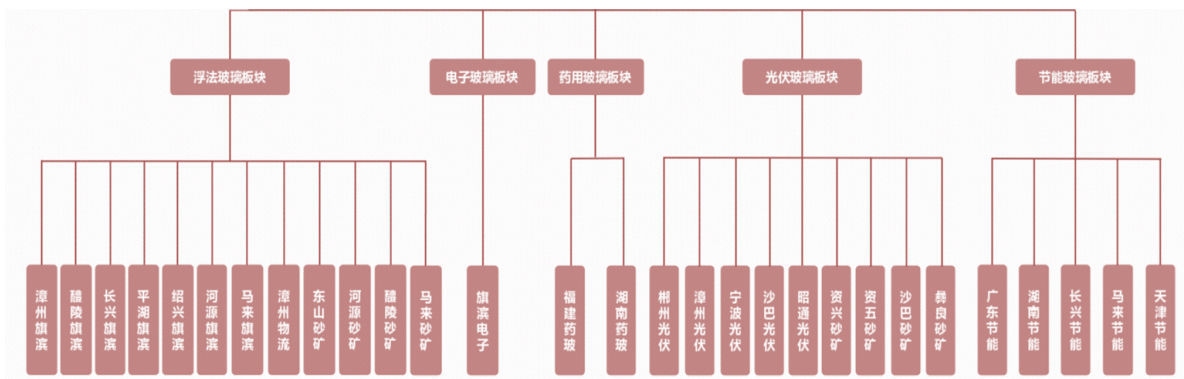 浮法玻璃板块
电子玻璃板块
药用玻璃板块
光伏玻璃板块
节能玻璃板块
漳州旗滨
醴陵旗滨
长兴旗滨
平湖旗滨
绍兴旗滨
河源旗滨
马来旗滨
漳州物流
东山砂矿
河源砂矿
醴陵砂矿
马来砂矿
旗滨电子
福建药玻
湖南药玻
郴州光伏
漳州光伏
宁波光伏
沙巴光伏
昭通光伏
资兴砂矿
资五砂矿
沙巴砂矿
彝良砂矿
广东节能
湖南节能
长兴节能
马来节能
天津节能